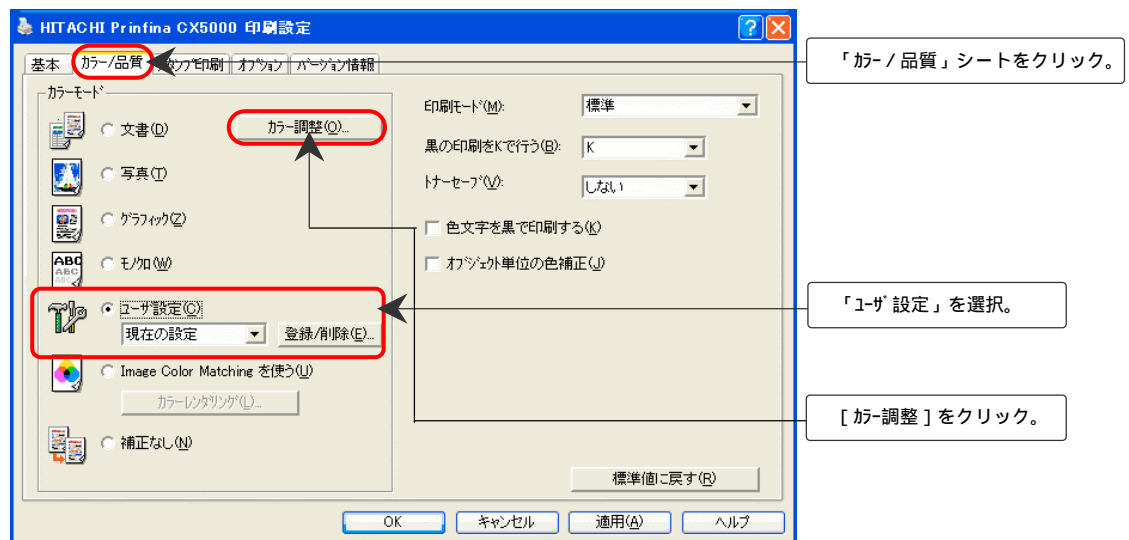 HITACHI Prinfina CX5000 印刷設定
基本 ｶﾗｰ/品質 ｽﾀﾝﾌﾟ印刷 ｵﾌﾟｼｮﾝ ﾊﾞｰｼﾞｮﾝ情報
「ｶﾗｰ / 品質」シートをクリック。
ｶﾗｰﾓｰﾄﾞ
文書(D)
カラー調整(O)...
写真(T)
ｸﾞﾗﾌｨｯｸ(Z)
ﾓﾉｸﾛ(W)
ABC
ABC
ABC
ユーザ設定(C)
現在の設定
登録/削除(E)...
Image Color Matching を使う(U)
ｶﾗｰﾚﾝﾀﾞﾘﾝｸﾞ(L)...
補正なし(N)
印刷ﾓｰﾄﾞ(M): 標準
黒の印刷をKで行う(B): K
ﾄﾅｰｾｰﾌﾞ(V): しない
色文字を黒で印刷する(K)
ｵﾌﾞｼﾞｪｸﾄ単位の色補正(J)
「ﾕｰｻﾞ設定」を選択。
[ ｶﾗｰ調整 ] をクリック。
標準値に戻す(R)
OK キャンセル 適用(A) ヘルプ